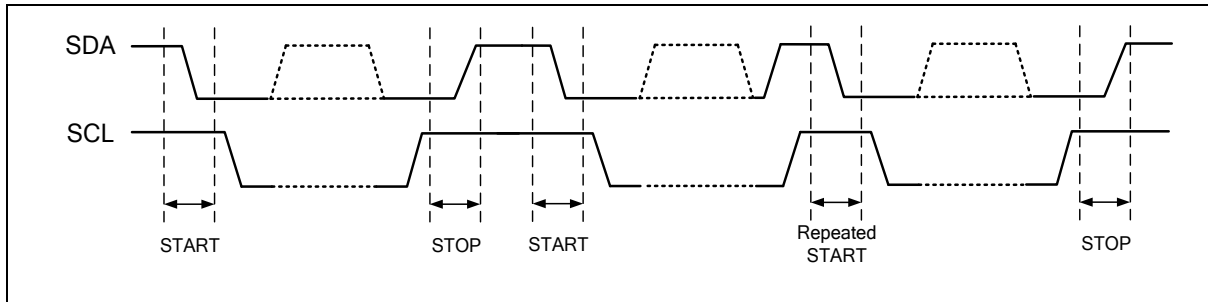 SDA
SCL
START
STOP
START
Repeated
START
STOP